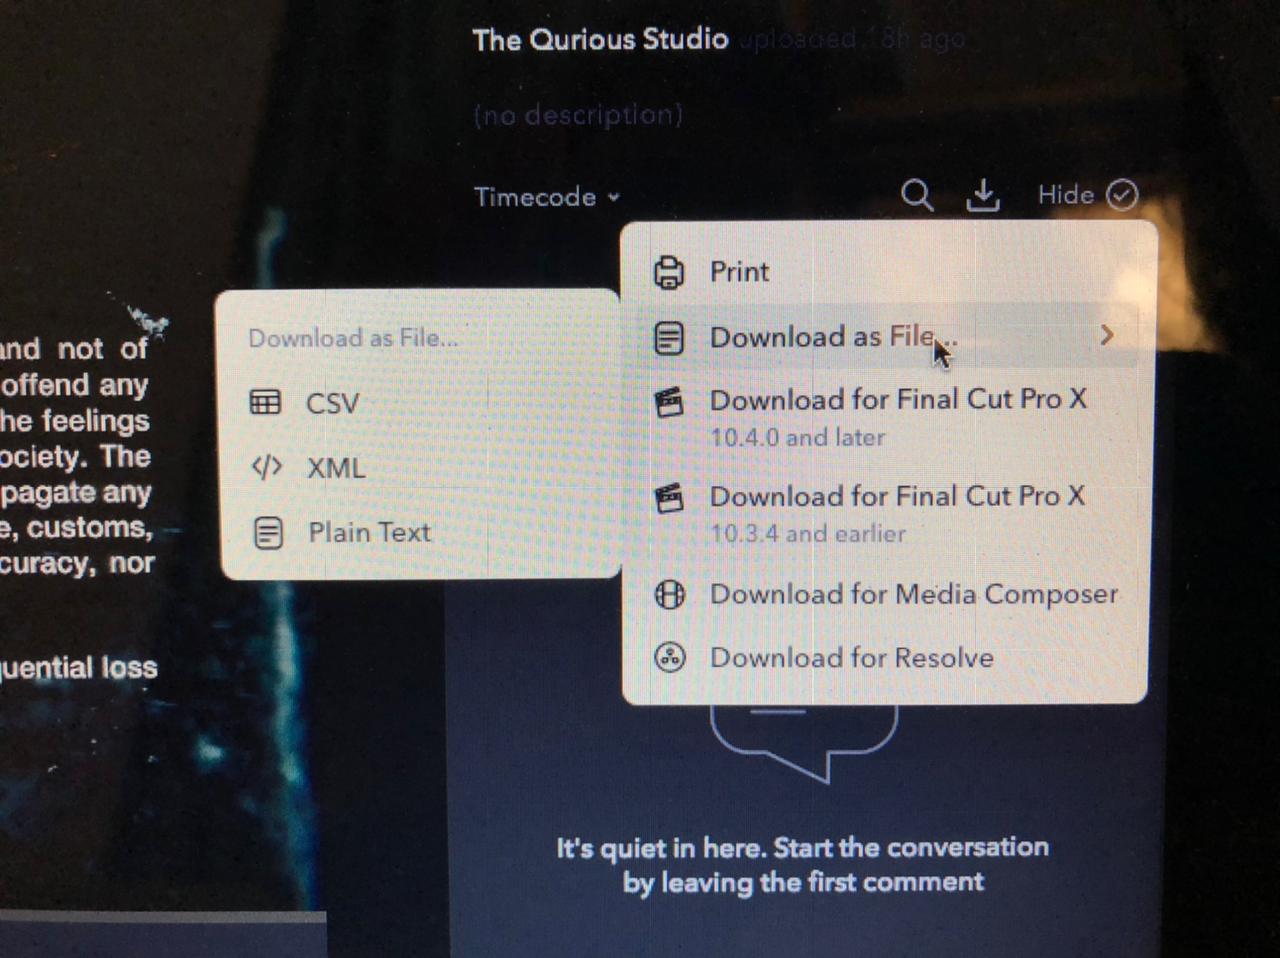 The Qurious Studio uploaded 18h ago
(no description)
Timecode
Hide
Print
Download as File...
Download for Final Cut Pro X
10.4.0 and later
Download for Final Cut Pro X
10.3.4 and earlier
Download for Media Composer
Download for Resolve
Download as File...
CSV
XML
Plain Text
and not of
offend any
he feelings
ociety. The
pagate any
e, customs,
curacy, nor
quential loss
It's quiet in here. Start the conversation
by leaving the first comment